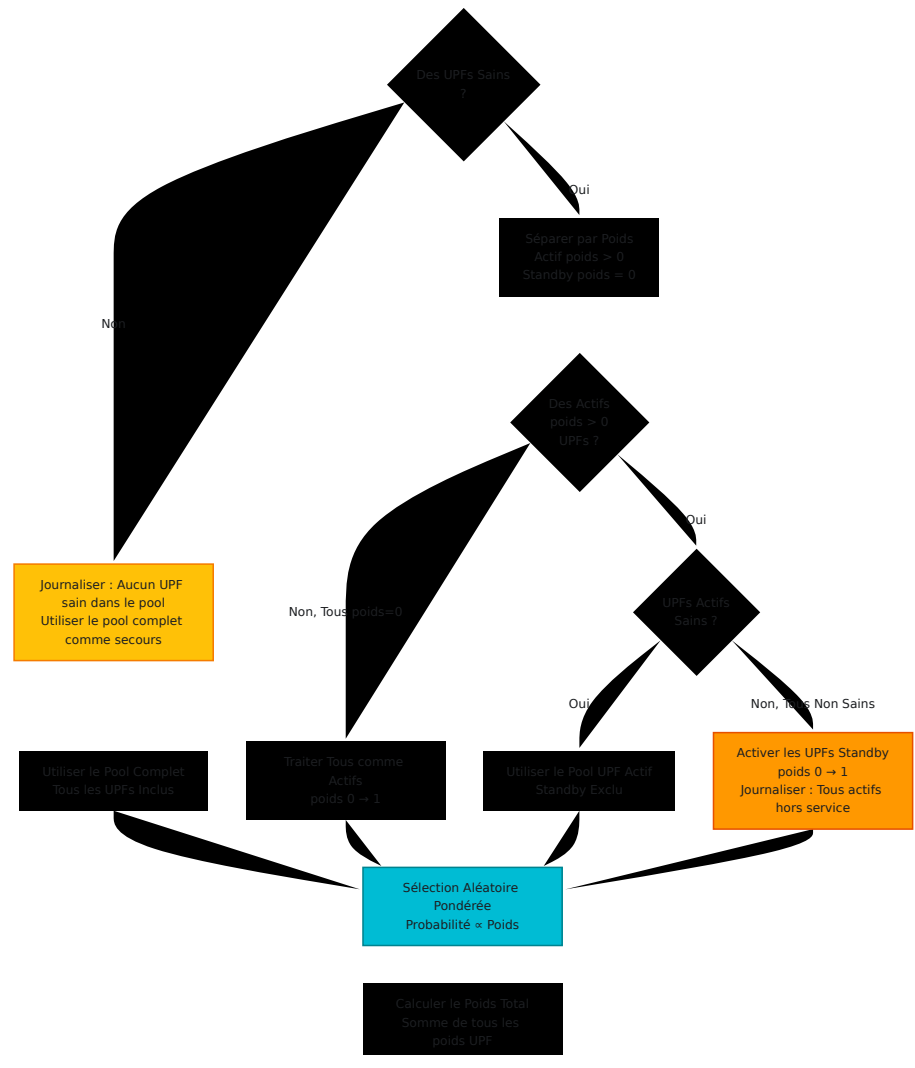 Des UPFs Sains
?
Oui
Séparer par Poids
Actif poids > 0
Standby poids = 0
Non
Des Actifs
poids > 0
UPFs ?
Oui
Journaliser : Aucun UPF
sain dans le pool
Utiliser le pool complet
comme secours
Non, Tous poids=0
UPFs Actifs
Sains ?
Oui
Non, Tous Non Sains
Utiliser le Pool Complet
Tous les UPFs Inclus
Traiter Tous comme
Actifs
poids 0 → 1
Utiliser le Pool UPF Actif
Standby Exclu
Activer les UPFs Standby
poids 0 → 1
Journaliser : Tous actifs
hors service
Sélection Aléatoire
Pondérée
Probabilité ∝ Poids
Calculer le Poids Total
Somme de tous les
poids UPF